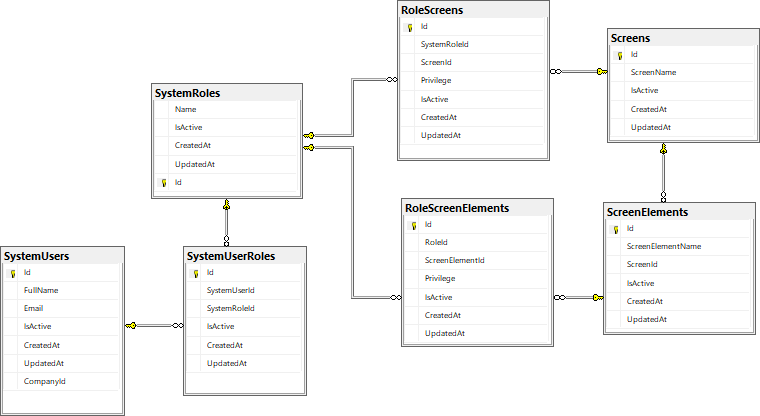 RoleScreens
Id
SystemRoleId
ScreenId
Privilege
IsActive
CreatedAt
UpdatedAt
Screens
Id
ScreenName
IsActive
CreatedAt
UpdatedAt
SystemRoles
Name
IsActive
CreatedAt
UpdatedAt
Id
RoleScreenElements
Id
RoleId
ScreenElementId
Privilege
IsActive
CreatedAt
UpdatedAt
ScreenElements
Id
ScreenElementName
ScreenId
IsActive
CreatedAt
UpdatedAt
SystemUsers
Id
FullName
Email
IsActive
CreatedAt
UpdatedAt
CompanyId
SystemUserRoles
Id
SystemUserId
SystemRoleId
IsActive
CreatedAt
UpdatedAt